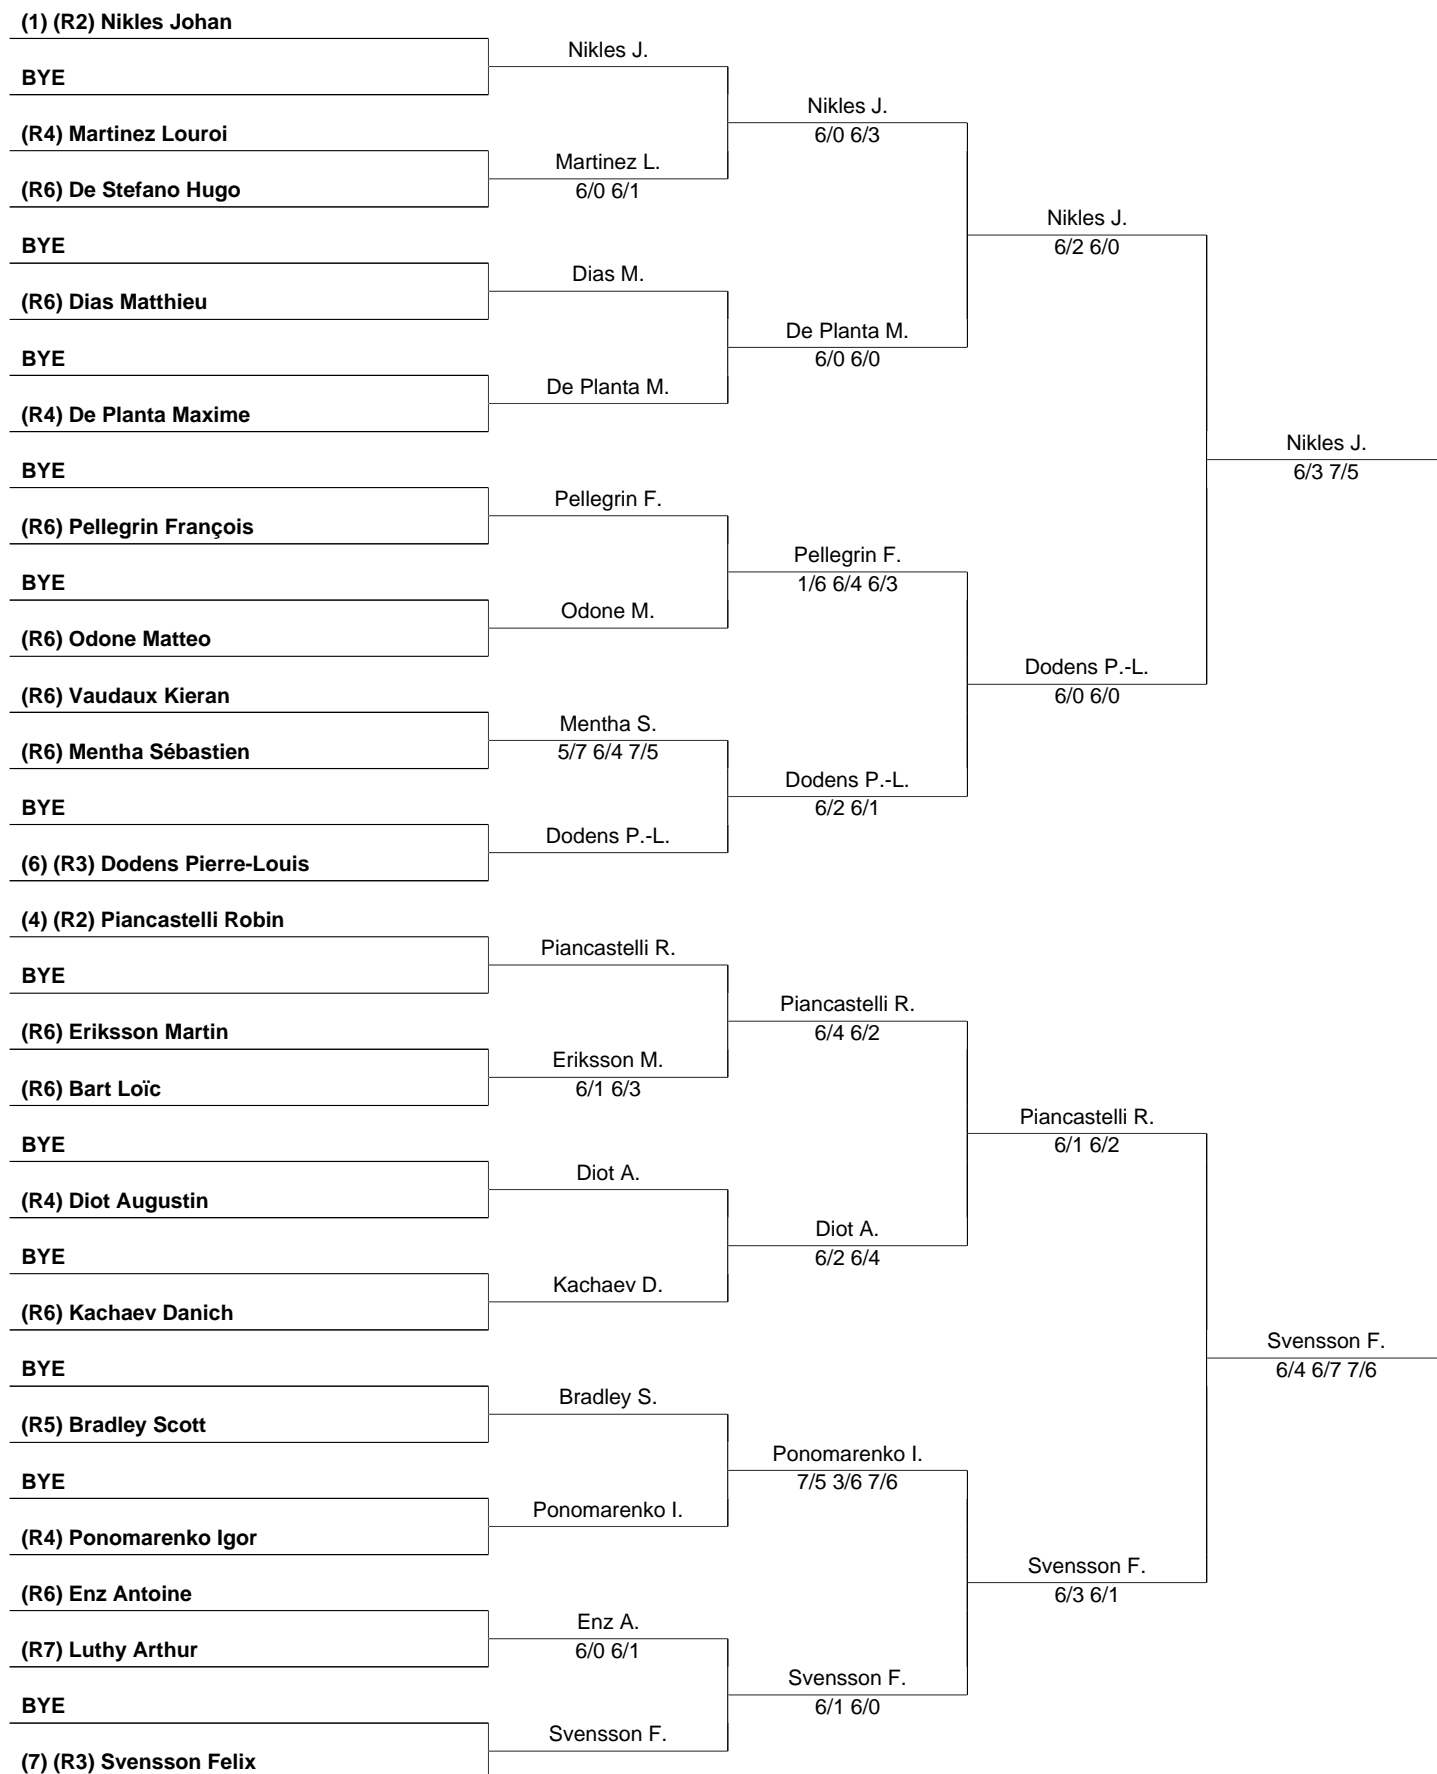 (1) (R2) Nikles Johan
BYE
(R4) Martinez Louroi
(R6) De Stefano Hugo
BYE
(R6) Dias Matthieu
BYE
(R4) De Planta Maxime
BYE
(R6) Pellegrin François
BYE
(R6) Odone Matteo
(R6) Vaudaux Kieran
(R6) Mentha Sébastien
BYE
(6) (R3) Dodens Pierre-Louis
(4) (R2) Piancastelli Robin
BYE
(R6) Eriksson Martin
(R6) Bart Loïc
BYE
(R4) Diot Augustin
BYE
(R6) Kachaev Danich
BYE
(R5) Bradley Scott
BYE
(R4) Ponomarenko Igor
(R6) Enz Antoine
(R7) Luthy Arthur
BYE
(7) (R3) Svensson Felix
Nikles J.
Martinez L.
6/0 6/1
Dias M.
De Planta M.
Pellegrin F.
Odone M.
Mentha S.
5/7 6/4 7/5
Dodens P.-L.
Piancastelli R.
Eriksson M.
6/1 6/3
Diot A.
Kachaev D.
Bradley S.
Ponomarenko I.
Enz A.
6/0 6/1
Svensson F.
Nikles J.
6/0 6/3
De Planta M.
6/0 6/0
Pellegrin F.
1/6 6/4 6/3
Dodens P.-L.
6/2 6/1
Piancastelli R.
6/4 6/2
Diot A.
6/2 6/4
Ponomarenko I.
7/5 3/6 7/6
Svensson F.
6/1 6/0
Nikles J.
6/2 6/0
Dodens P.-L.
6/0 6/0
Piancastelli R.
6/1 6/2
Svensson F.
6/3 6/1
Nikles J.
6/3 7/5
Svensson F.
6/4 6/7 7/6